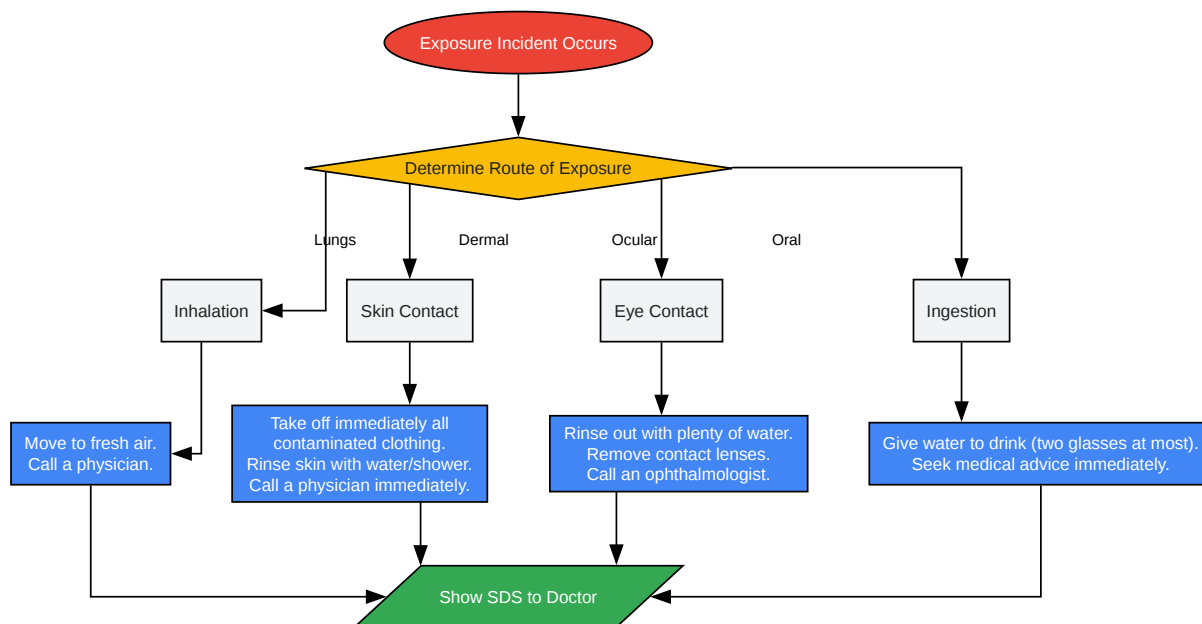 Exposure Incident Occurs
Determine Route of Exposure
Lungs
Dermal
Ocular
Oral
Inhalation
Skin Contact
Eye Contact
Ingestion
Move to fresh air.
Call a physician.
Take off immediately all
contaminated clothing.
Rinse skin with water/shower.
Call a physician immediately.
Rinse out with plenty of water.
Remove contact lenses.
Call an ophthalmologist.
Give water to drink (two glasses at most).
Seek medical advice immediately.
Show SDS to Doctor